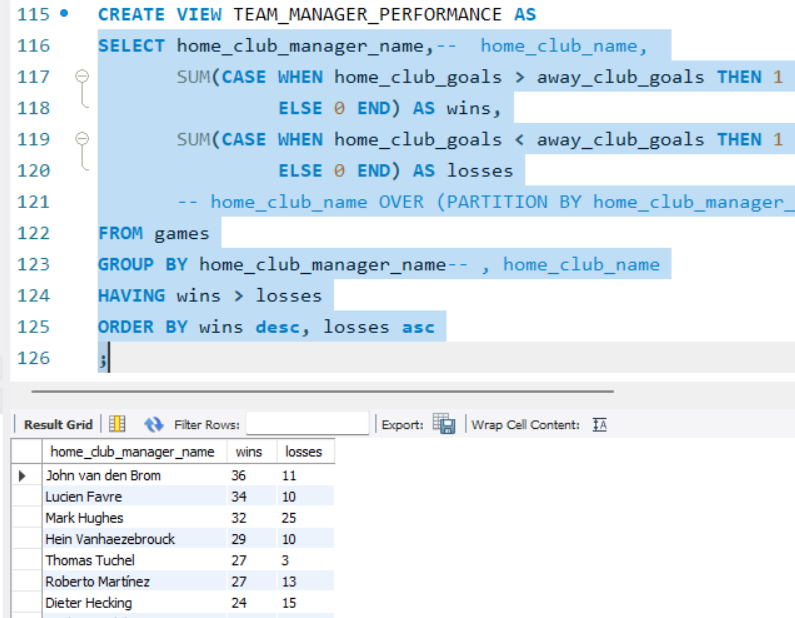 115 CREATE VIEW TEAM_MANAGER_PERFORMANCE AS
116 SELECT home_club_manager_name,-- home_club_name,
117 SUM(CASE WHEN home_club_goals > away_club_goals THEN 1
118 ELSE 0 END) AS wins,
119 SUM(CASE WHEN home_club_goals < away_club_goals THEN 1
120 ELSE 0 END) AS losses
121 -- home_club_name OVER (PARTITION BY home_club_manager_
122 FROM games
123 GROUP BY home_club_manager_name-- , home_club_name
124 HAVING wins > losses
125 ORDER BY wins desc, losses asc
126 ;
Result Grid Filter Rows: Export: Wrap Cell Content: IA
home_club_manager_name wins losses
John van den Brom 36 11
Lucien Favre 34 10
Mark Hughes 32 25
Hein Vanhaezebrouck 29 10
Thomas Tuchel 27 3
Roberto Martínez 27 13
Dieter Hecking 24 15